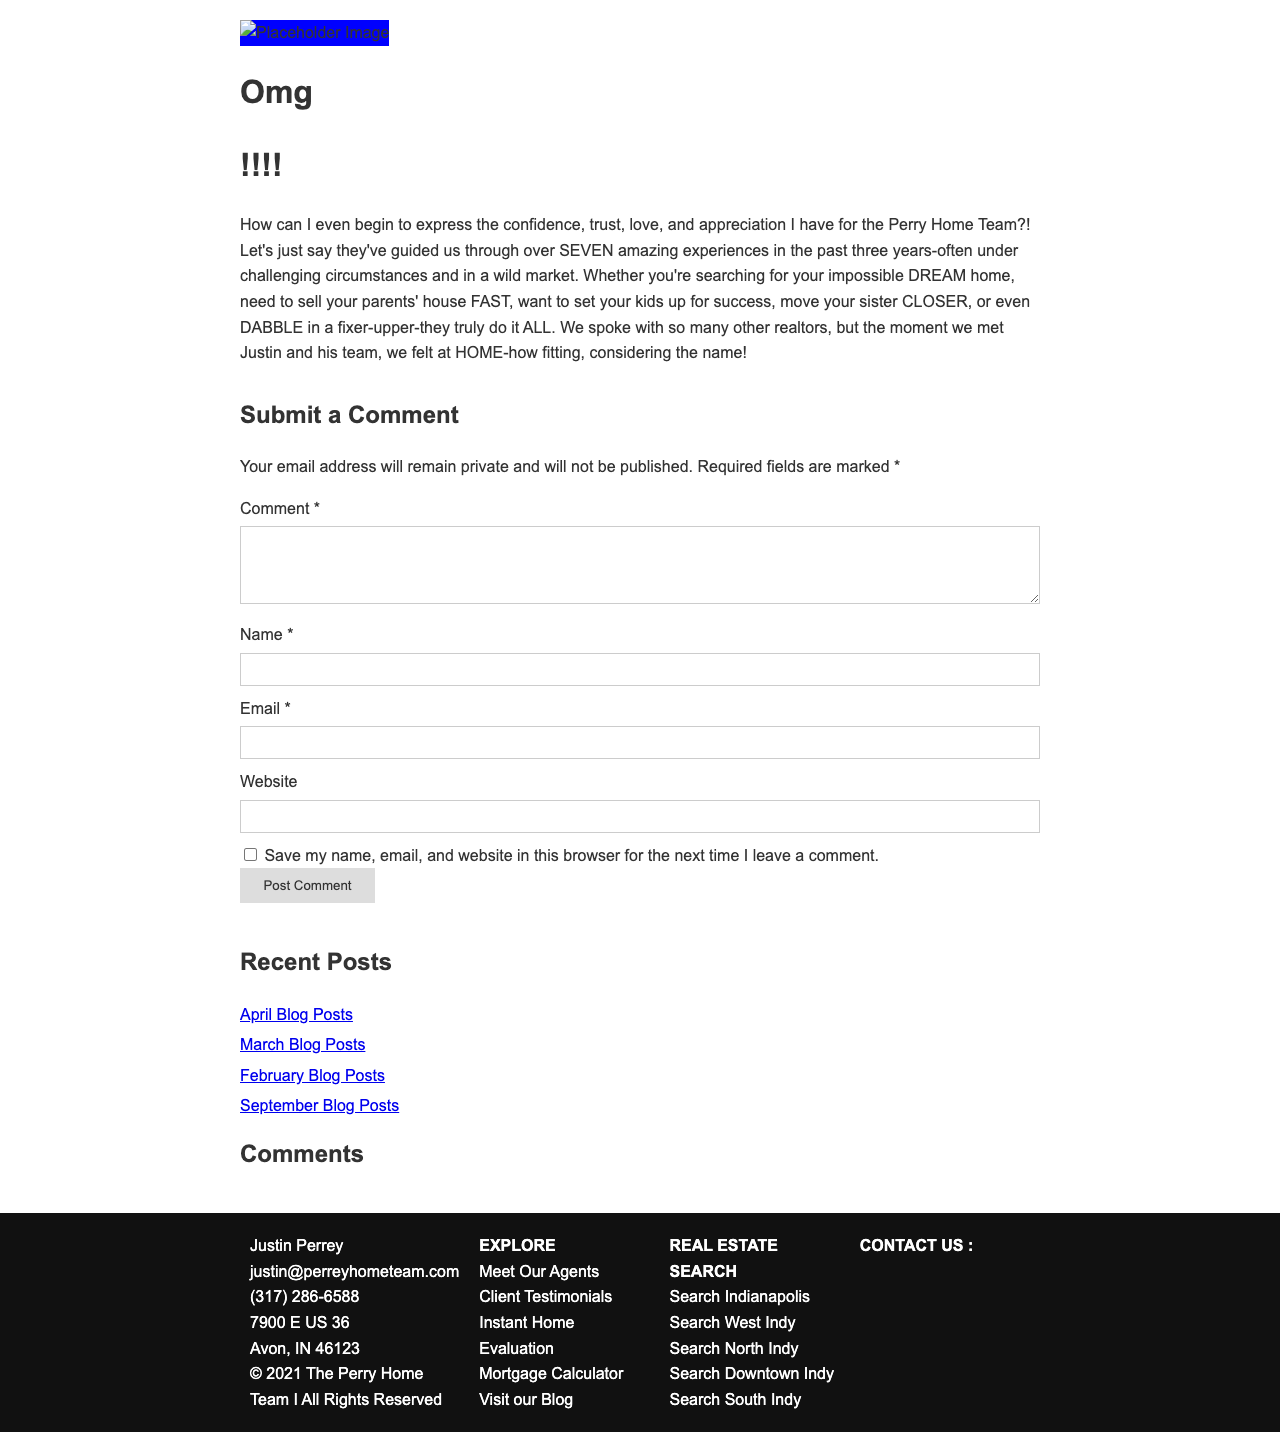 Placeholder Image
Omg
!!!!
How can I even begin to express the confidence, trust, love, and appreciation I have for the Perry Home Team?!
Let's just say they've guided us through over SEVEN amazing experiences in the past three years-often under
challenging circumstances and in a wild market. Whether you're searching for your impossible DREAM home,
need to sell your parents' house FAST, want to set your kids up for success, move your sister CLOSER, or even
DABBLE in a fixer-upper-they truly do it ALL. We spoke with so many other realtors, but the moment we met
Justin and his team, we felt at HOME-how fitting, considering the name!
Submit a Comment
Your email address will remain private and will not be published. Required fields are marked *
Comment *
Name *
Email *
Website
Save my name, email, and website in this browser for the next time I leave a comment.
Post Comment
Recent Posts
April Blog Posts
March Blog Posts
February Blog Posts
September Blog Posts
Comments
Justin Perrey
justin@perreyhometeam.com
(317) 286-6588
7900 E US 36
Avon, IN 46123
© 2021 The Perry Home
Team I All Rights Reserved
EXPLORE
Meet Our Agents
Client Testimonials
Instant Home
Evaluation
Mortgage Calculator
Visit our Blog
REAL ESTATE
SEARCH
Search Indianapolis
Search West Indy
Search North Indy
Search Downtown Indy
Search South Indy
CONTACT US :